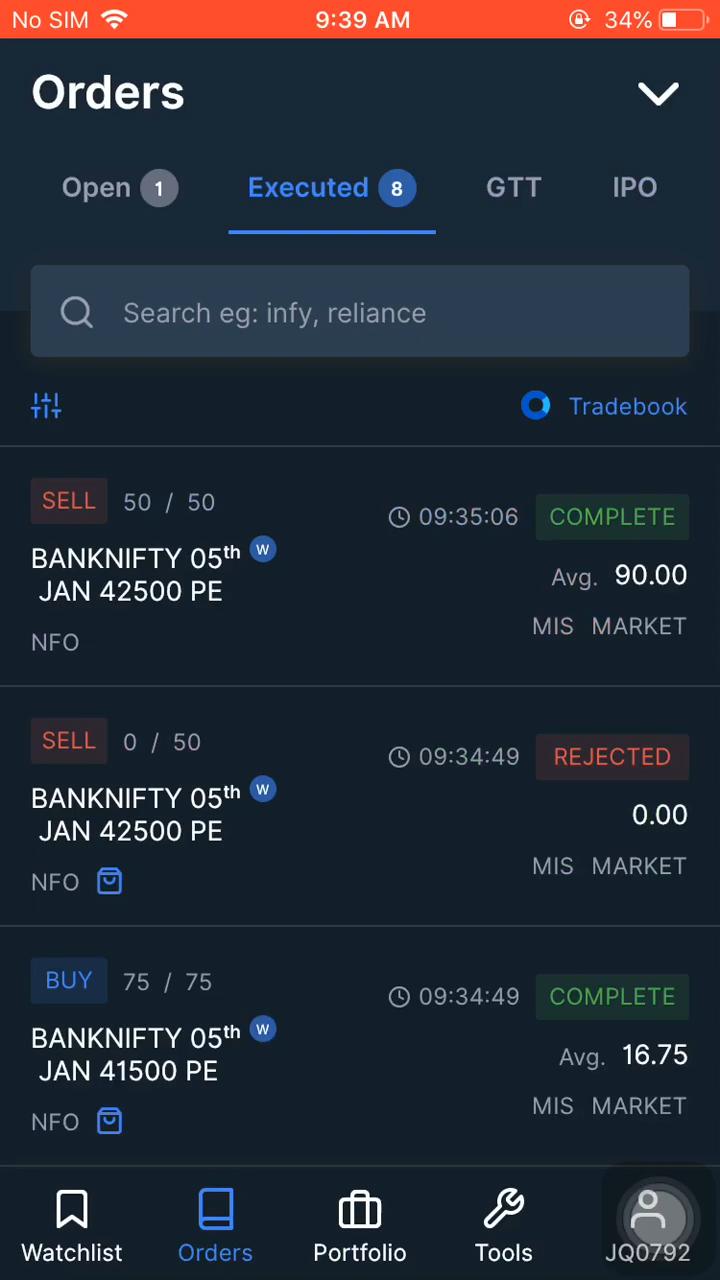 No SIM 9:39 AM 34%
Orders
Open 1 Executed 8 GTT IPO
Search eg: infy, reliance
Tradebook
SELL 50 / 50 09:35:06 COMPLETE
BANKNIFTY 05th W
JAN 42500 PE
Avg. 90.00
NFO MIS MARKET
SELL 0 / 50 09:34:49 REJECTED
BANKNIFTY 05th W
JAN 42500 PE
0.00
NFO MIS MARKET
BUY 75 / 75 09:34:49 COMPLETE
BANKNIFTY 05th W
JAN 41500 PE
Avg. 16.75
NFO MIS MARKET
Watchlist Orders Portfolio Tools JQ0792